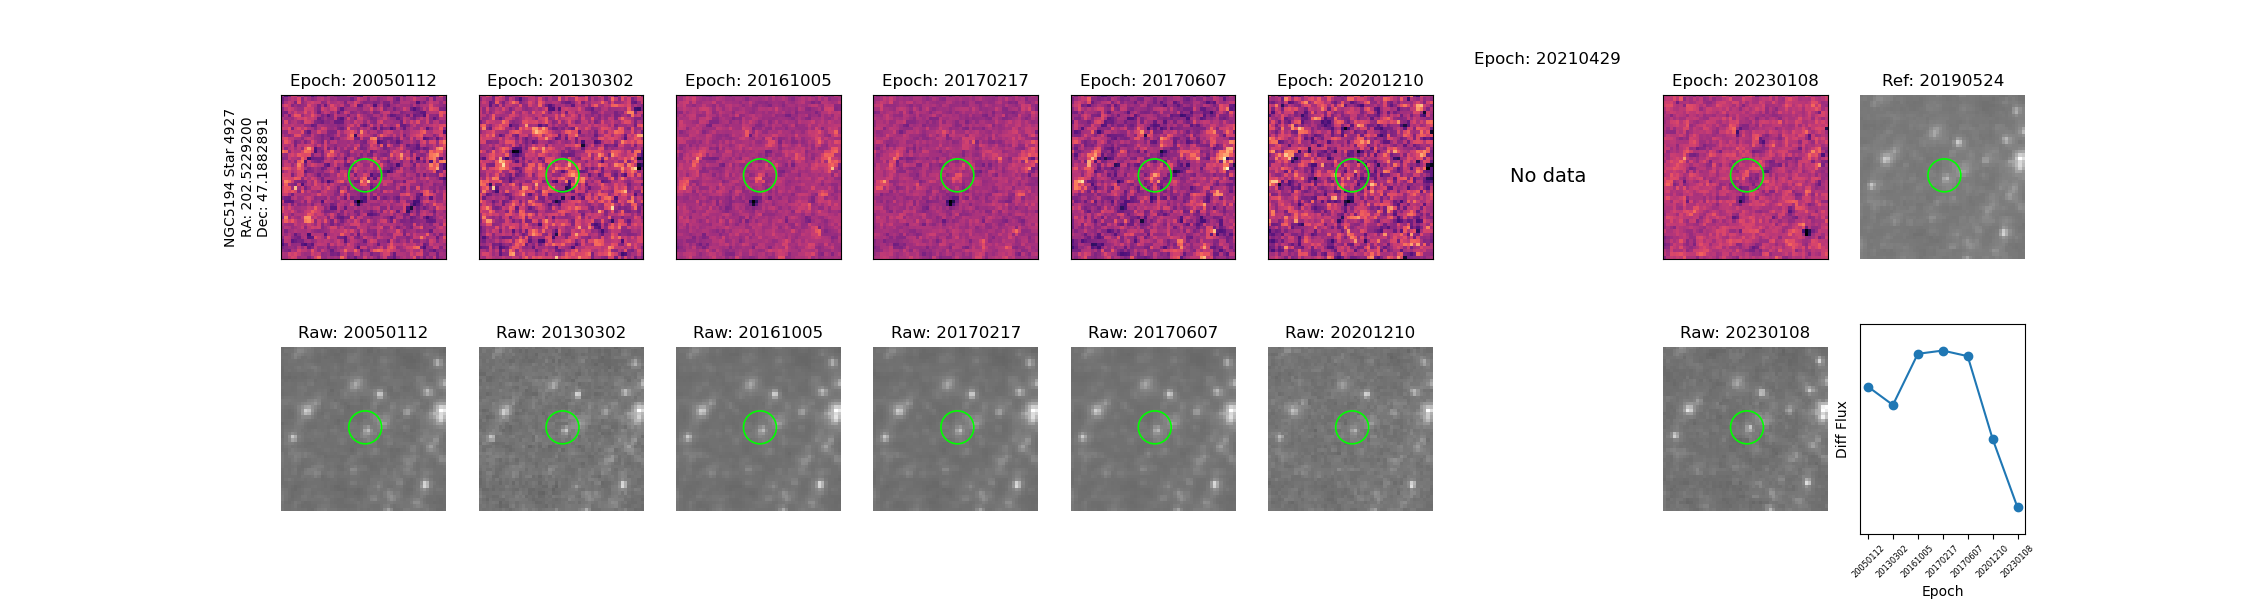 Epoch: 20210429
Epoch: 20050112
Epoch: 20130302
Epoch: 20161005
Epoch: 20170217
Epoch: 20170607
Epoch: 20201210
Epoch: 20230108
Ref: 20190524
NGC5194 Star 4927
RA: 202.5229200
Dec: 47.1882891
No data
Raw: 20050112
Raw: 20130302
Raw: 20161005
Raw: 20170217
Raw: 20170607
Raw: 20201210
Raw: 20230108
Diff Flux
20050112
20130302
20161005
20170217
20170607
20201210
20230108
Epoch